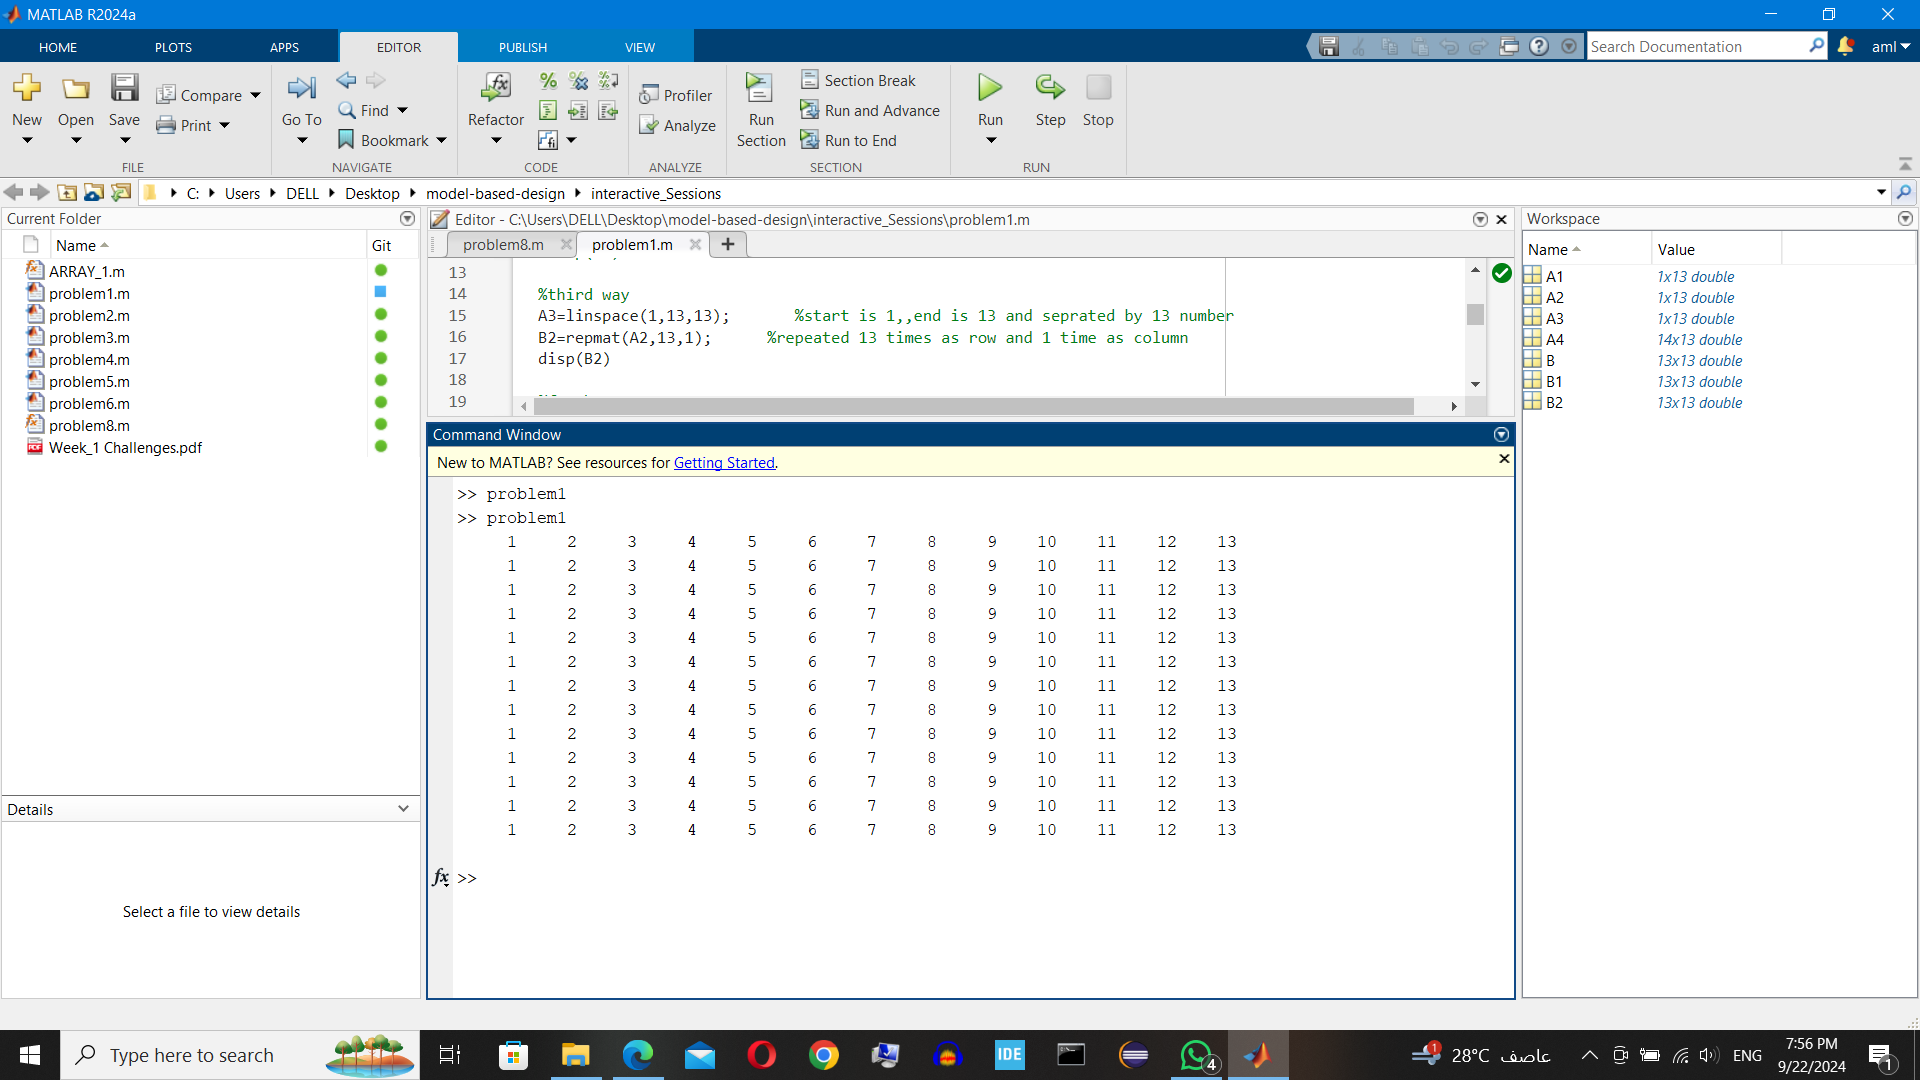 MATLAB R2024a
HOME PLOTS APPS EDITOR PUBLISH VIEW
Search Documentation
aml
New
Open
Save
Compare
Print
FILE
Go To
Find
Bookmark
NAVIGATE
Refactor
CODE
Profiler
Analyze
ANALYZE
Run Section
Section Break
Run and Advance
Run to End
SECTION
Run
Step
Stop
RUN
C: Users DELL Desktop model-based-design interactive_Sessions
Current Folder
Name Git
ARRAY_1.m
problem1.m
problem2.m
problem3.m
problem4.m
problem5.m
problem6.m
problem8.m
Week_1 Challenges.pdf
Details
Select a file to view details
Editor - C:\Users\DELL\Desktop\model-based-design\interactive_Sessions\problem1.m
problem8.m problem1.m
13
14 %third way
15 A3=linspace(1,13,13); %start is 1,,end is 13 and seprated by 13 number
16 B2=repmat(A2,13,1); %repeated 13 times as row and 1 time as column
17 disp(B2)
18
19
Command Window
New to MATLAB? See resources for Getting Started.
>> problem1
>> problem1
1 2 3 4 5 6 7 8 9 10 11 12 13
1 2 3 4 5 6 7 8 9 10 11 12 13
1 2 3 4 5 6 7 8 9 10 11 12 13
1 2 3 4 5 6 7 8 9 10 11 12 13
1 2 3 4 5 6 7 8 9 10 11 12 13
1 2 3 4 5 6 7 8 9 10 11 12 13
1 2 3 4 5 6 7 8 9 10 11 12 13
1 2 3 4 5 6 7 8 9 10 11 12 13
1 2 3 4 5 6 7 8 9 10 11 12 13
1 2 3 4 5 6 7 8 9 10 11 12 13
1 2 3 4 5 6 7 8 9 10 11 12 13
1 2 3 4 5 6 7 8 9 10 11 12 13
1 2 3 4 5 6 7 8 9 10 11 12 13
fx >>
Workspace
Name Value
A1 1x13 double
A2 1x13 double
A3 1x13 double
A4 14x13 double
B 13x13 double
B1 13x13 double
B2 13x13 double
Type here to search
IDE
4
1
28°C عاصف
ENG
7:56 PM
9/22/2024
1